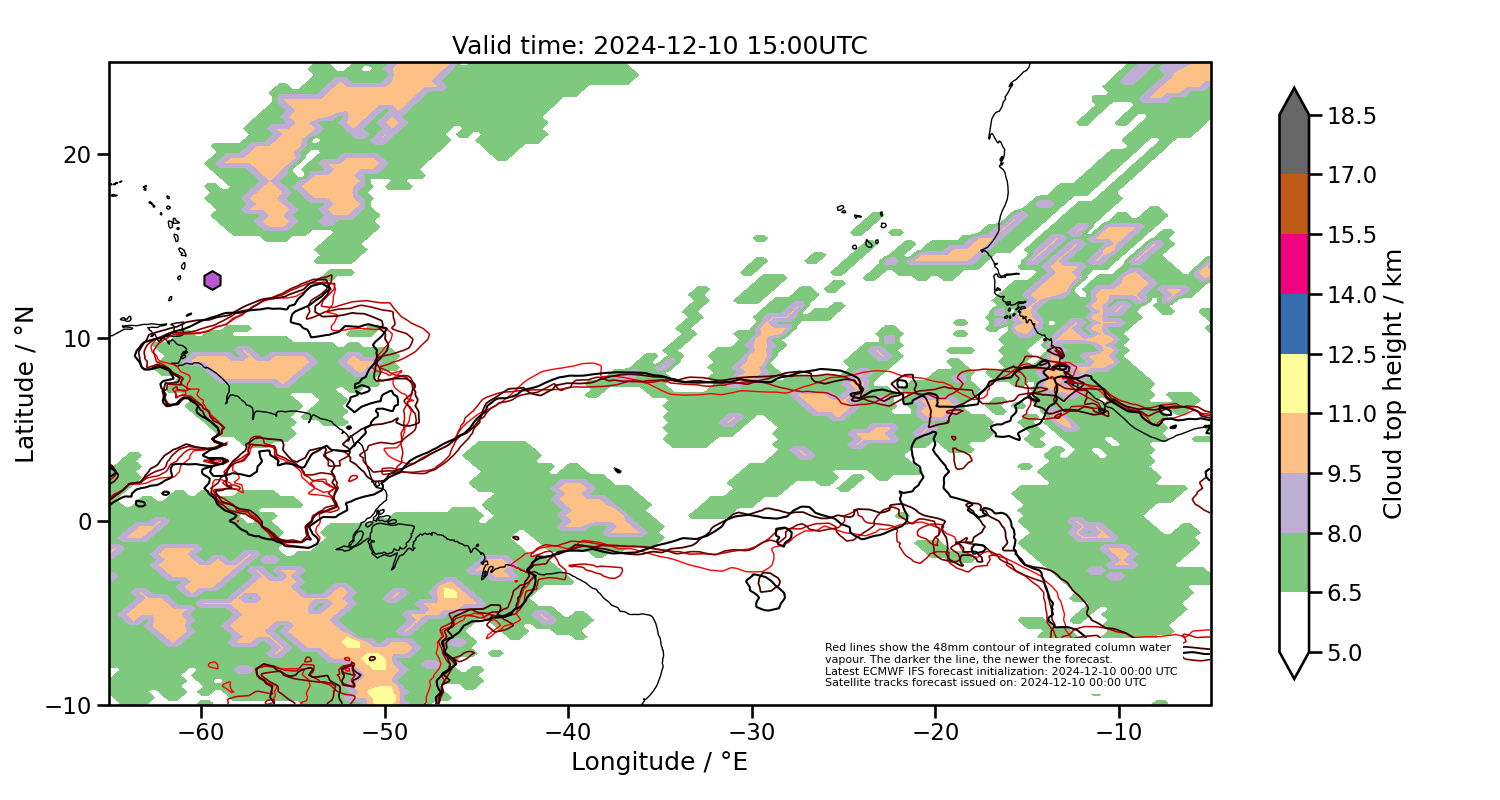 Valid time: 2024-12-10 15:00UTC
20
10
0
−10
Latitude / °N
−60
−50
−40
−30
−20
−10
Longitude / °E
Red lines show the 48mm contour of integrated column water
vapour. The darker the line, the newer the forecast.
Latest ECMWF IFS forecast initialization: 2024-12-10 00:00 UTC
Satellite tracks forecast issued on: 2024-12-10 00:00 UTC
18.5
17.0
15.5
14.0
12.5
11.0
9.5
8.0
6.5
5.0
Cloud top height / km